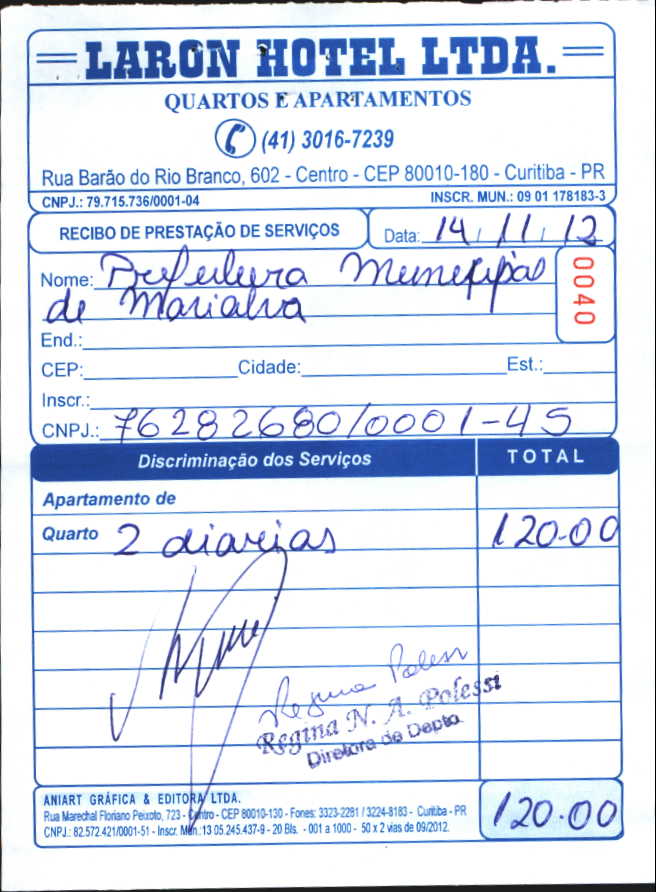 LARON HOTEL LTDA.
QUARTOS E APARTAMENTOS
(41) 3016-7239
Rua Barão do Rio Branco, 602 - Centro - CEP 80010-180 - Curitiba - PR
CNPJ.: 79.715.736/0001-04 INSCR. MUN.: 09 01 178183-3
RECIBO DE PRESTAÇÃO DE SERVIÇOS Data: 14 / 11 / 12
Nome: Prefeitura Municipal
de Marialva
0040
End.:
CEP: Cidade: Est.:
Inscr.:
CNPJ.: 76282680/0001-45
Discriminação dos Serviços TOTAL
Apartamento de
Quarto 2 diarias 120.00
Regina Polessi
Regina N. A. Polessi
Diretora de Depto.
ANIART GRÁFICA & EDITORA LTDA.
Rua Marechal Floriano Peixoto, 723 - Centro - CEP 80010-130 - Fones: 3323-2281 / 3224-8183 - Curitiba - PR
CNPJ.: 82.572.421/0001-51 - Inscr. Mun.: 13 05.245.437-9 - 20 Bls. - 001 a 1000 - 50 x 2 vias de 09/2012.
120.00